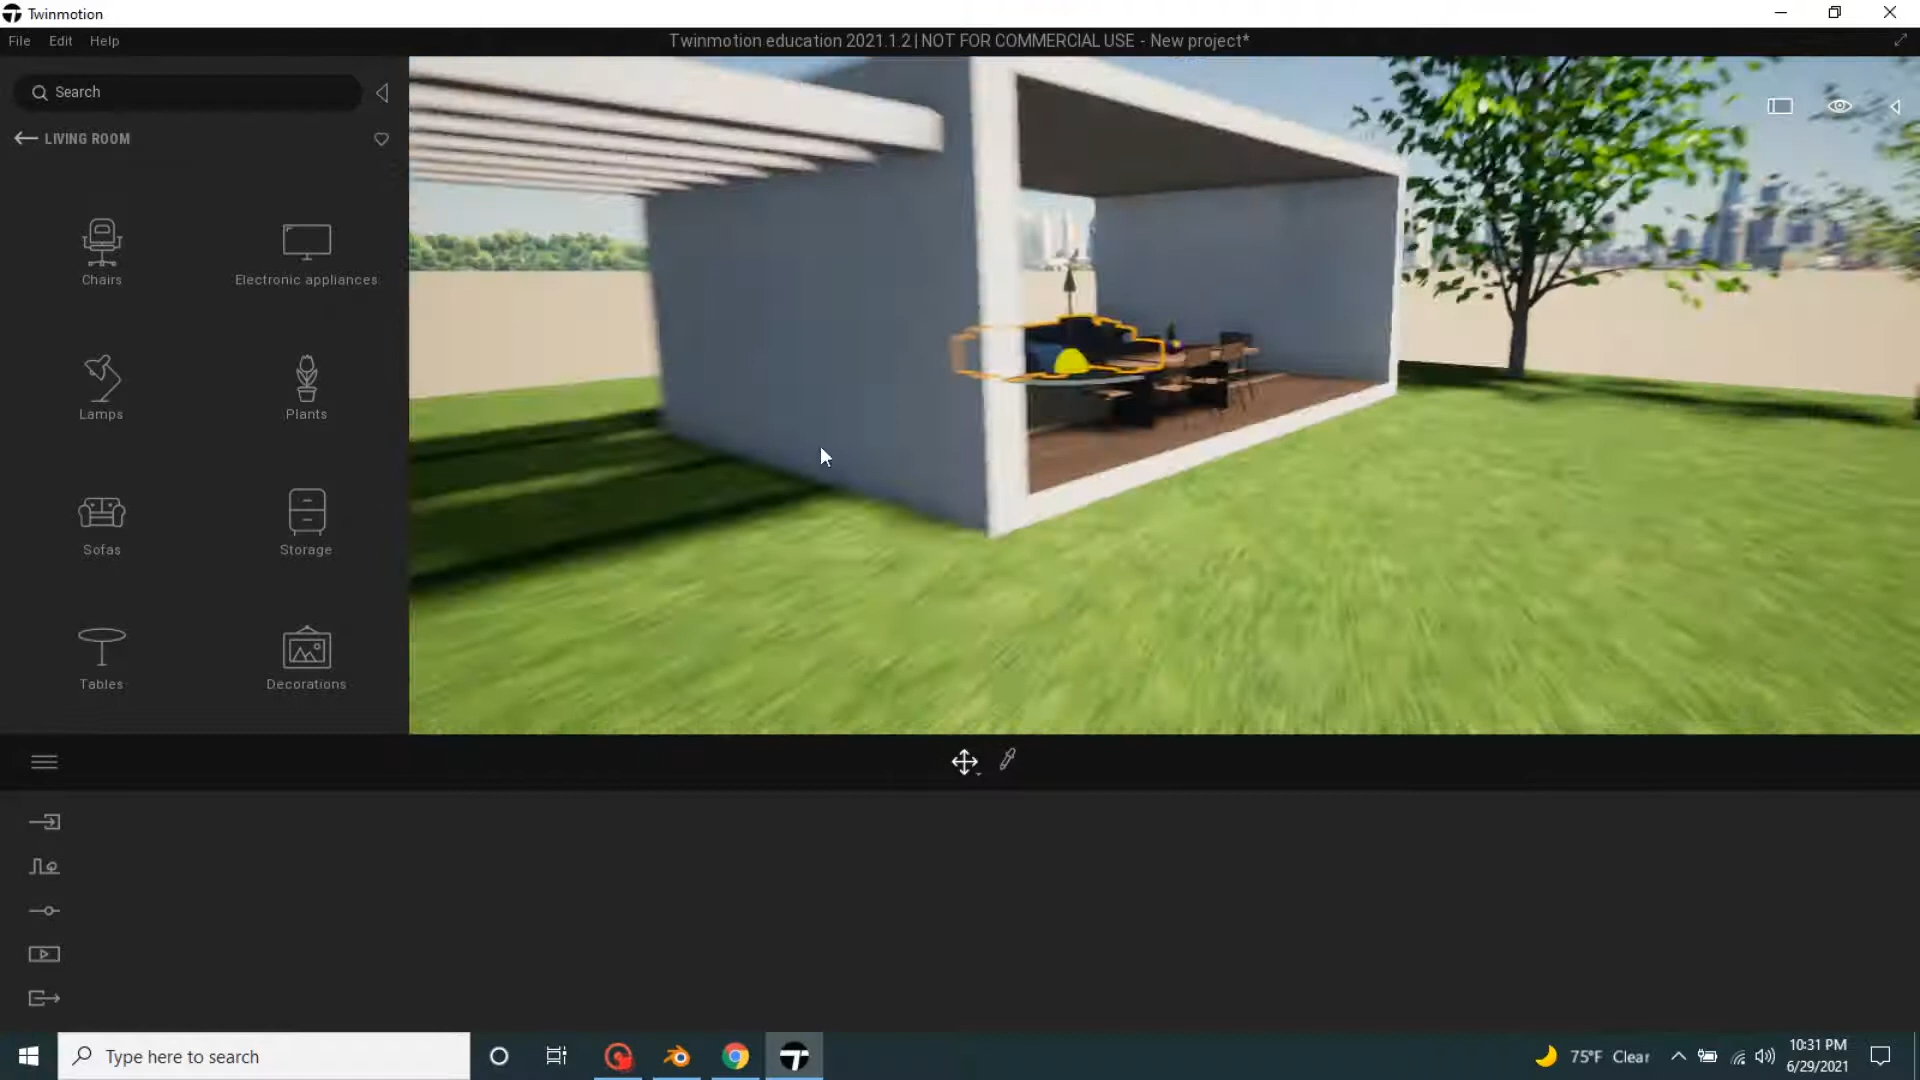 Twinmotion
File Edit Help
Twinmotion education 2021.1.2 | NOT FOR COMMERCIAL USE - New project*
Search
LIVING ROOM
Chairs
Electronic appliances
Lamps
Plants
Sofas
Storage
Tables
Decorations
Type here to search
75°F Clear
10:31 PM
6/29/2021